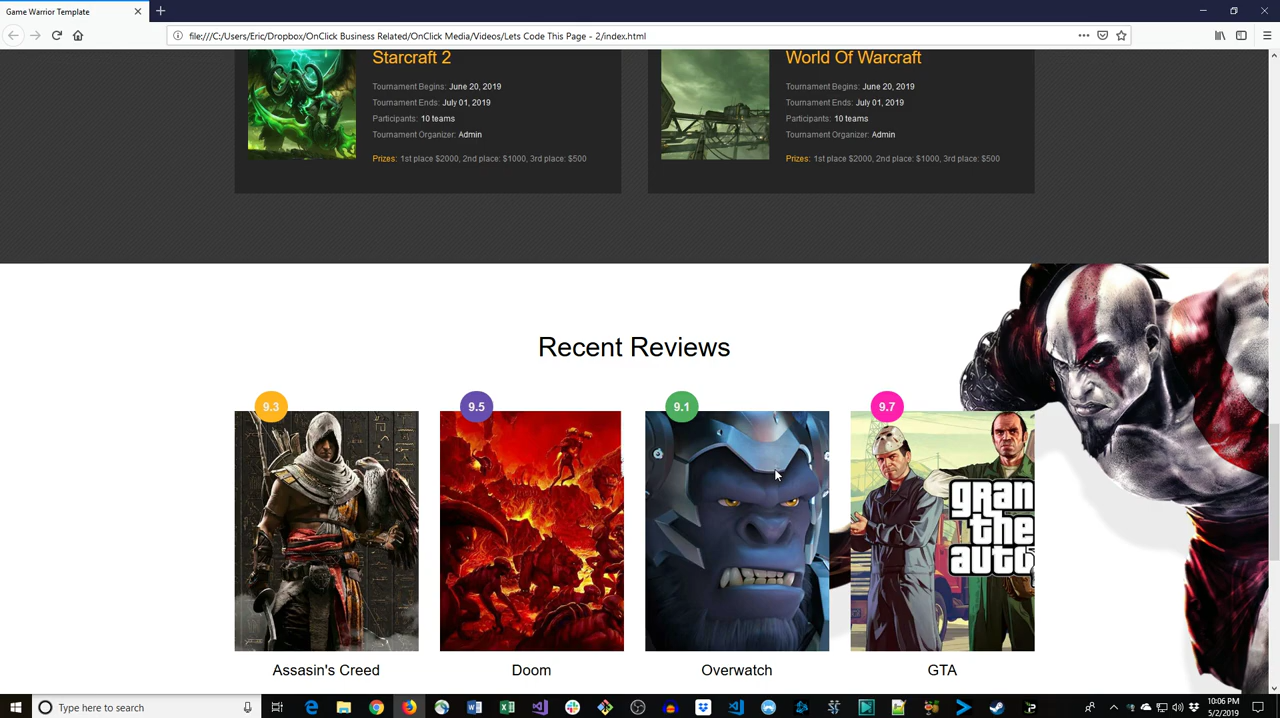 Game Warrior Template
file:///C:/Users/Eric/Dropbox/OnClick Business Related/OnClick Media/Videos/Lets Code This Page - 2/index.html
Starcraft 2
Tournament Begins: June 20, 2019
Tournament Ends: July 01, 2019
Participants: 10 teams
Tournament Organizer: Admin
Prizes: 1st place $2000, 2nd place: $1000, 3rd place: $500
World Of Warcraft
Tournament Begins: June 20, 2019
Tournament Ends: July 01, 2019
Participants: 10 teams
Tournament Organizer: Admin
Prizes: 1st place $2000, 2nd place: $1000, 3rd place: $500
Recent Reviews
9.3
9.5
9.1
9.7
gran
the
auto
Assasin's Creed
Doom
Overwatch
GTA
Type here to search
10:06 PM
5/2/2019